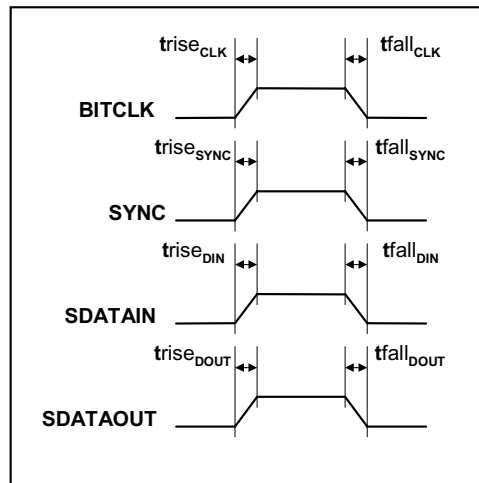 triseCLK tfallCLK
BITCLK
triseSYNC tfallSYNC
SYNC
triseDIN tfallDIN
SDATAIN
triseDOUT tfallDOUT
SDATAOUT